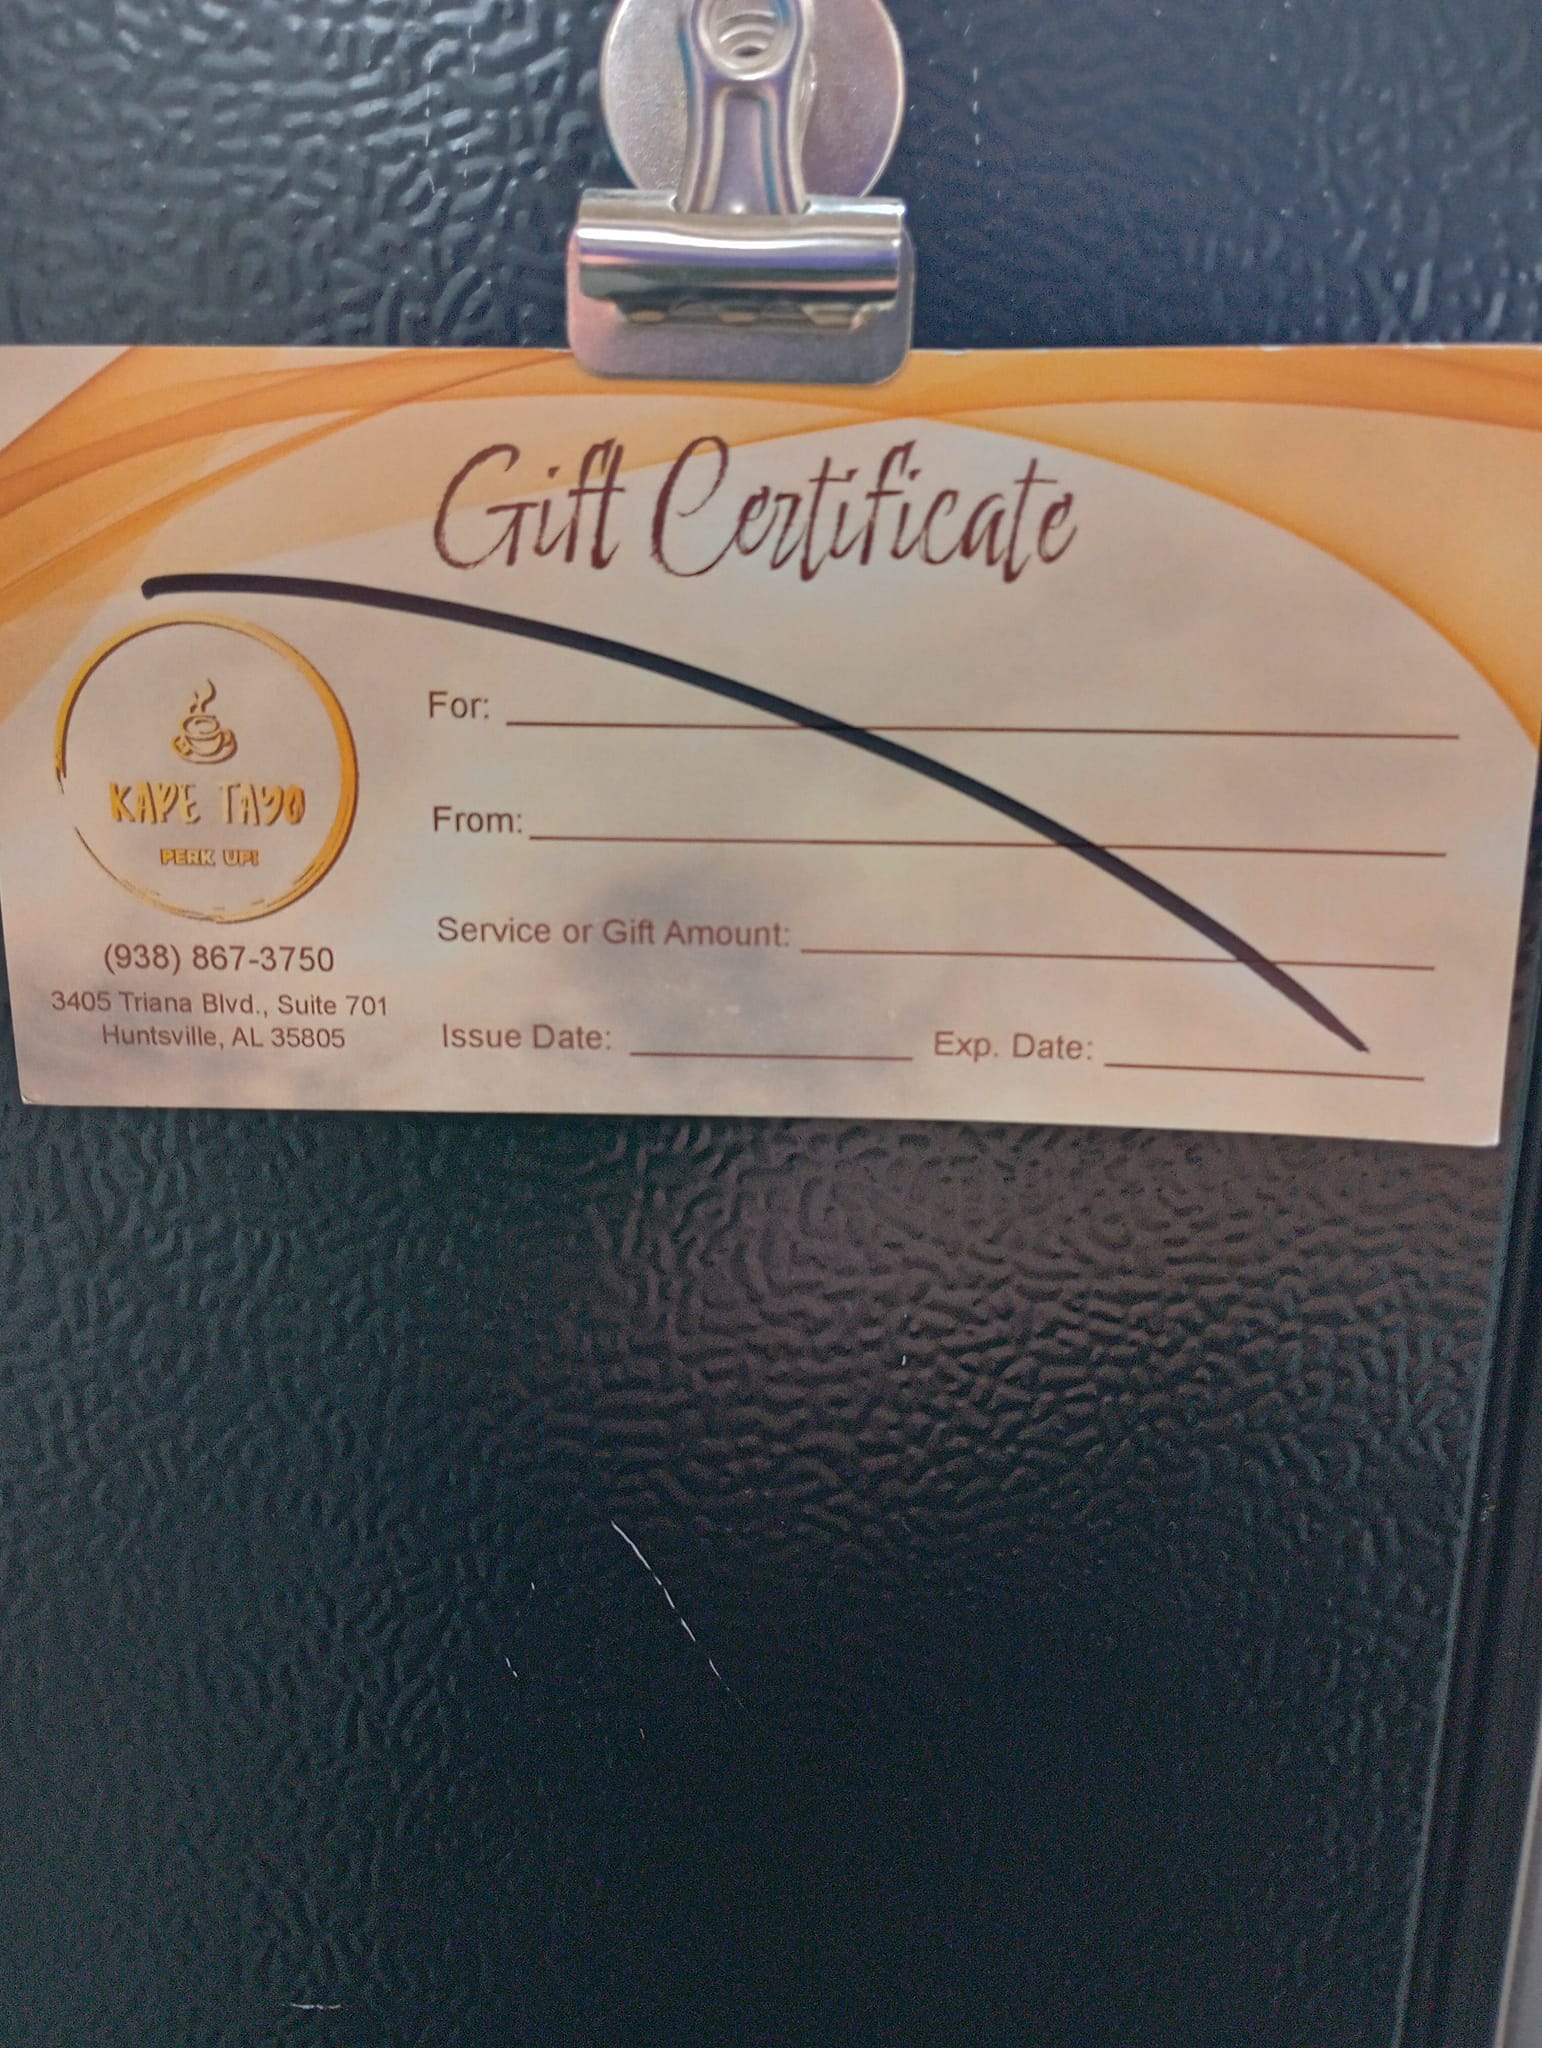 Gift Certificate
KAPE TAYO
PERK UP!
(938) 867-3750
3405 Triana Blvd., Suite 701
Huntsville, AL 35805
For:
From:
Service or Gift Amount:
Issue Date: Exp. Date: